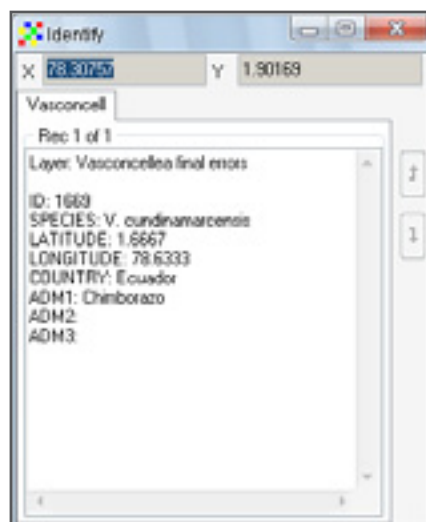 Identify
X 78.30757 Y 1.90169
Vasconcell
Rec 1 of 1
Layer: Vasconcellea final errors
ID: 1669
SPECIES: V. cundinamarcensis
LATITUDE: 1.6667
LONGITUDE: 78.6333
COUNTRY: Ecuador
ADM1: Chimborazo
ADM2:
ADM3: